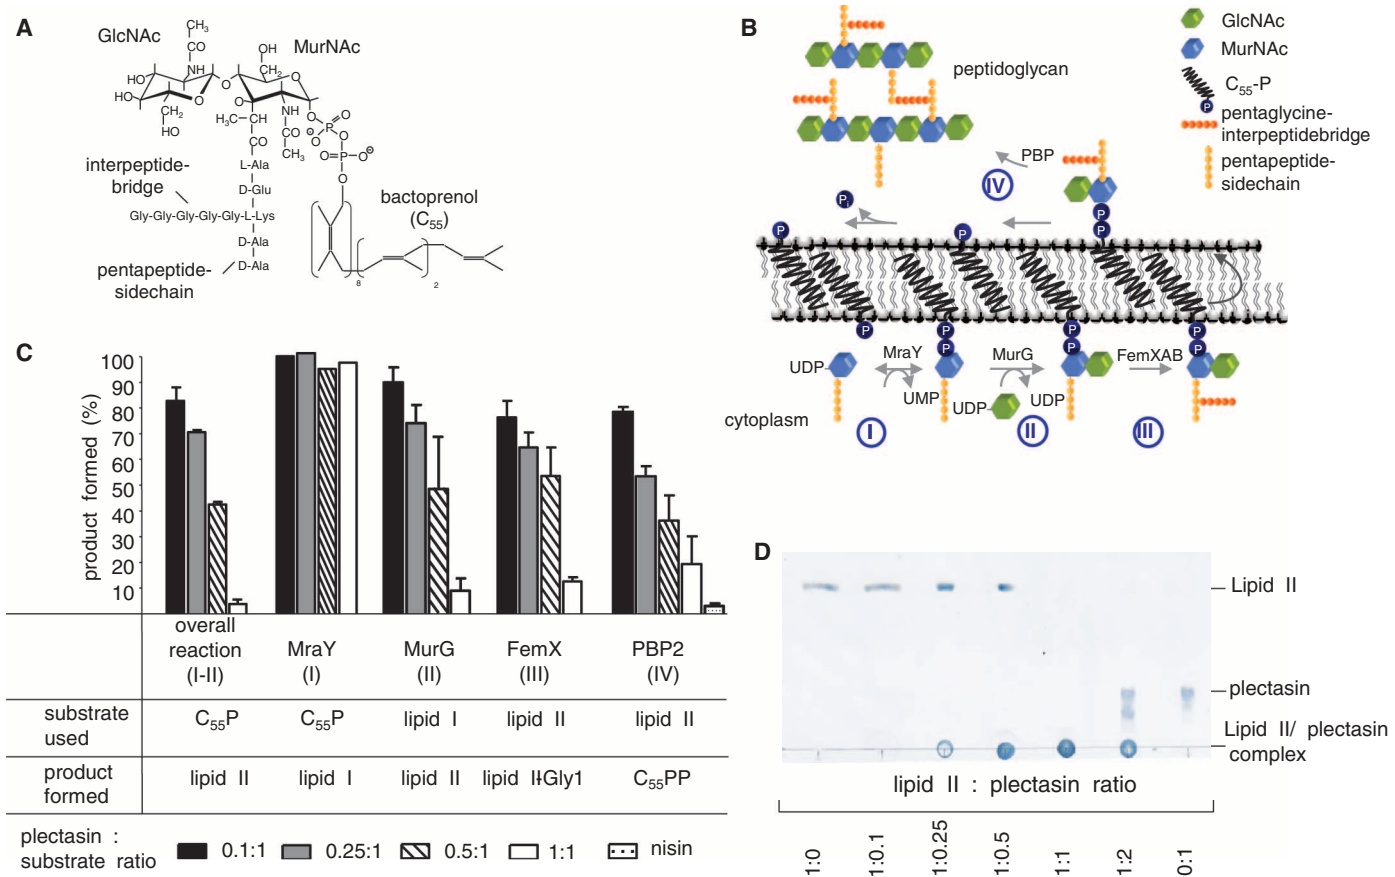 A
GlcNAc
MurNAc
CH3
CO
NH
HO
HO
O
O
O
OH
CH2
O
CH2
HO
H3C
CH
CO
O
NH
CO
CH3
O
O
P
O
O
O=P-O⊖
O
L-Ala
D-Glu
Gly-Gly-Gly-Gly-Gly-L-Lys
D-Ala
D-Ala
interpeptide-
bridge
pentapeptide-
sidechain
bactoprenol
(C55)
8
2
B
peptidoglycan
GlcNAc
MurNAc
C55-P
P
pentaglycine-
interpeptidebridge
pentapeptide-
sidechain
PBP
IV
Pi
P
P
P
P
P
P
P
P
P
P
P
UDP
MraY
UMP
MurG
UDP
UDP
FemXAB
cytoplasm
I
II
III
C
product formed (%)
100
90
80
70
60
50
40
30
20
10
overall
reaction
(I-II)
MraY
(I)
MurG
(II)
FemX
(III)
PBP2
(IV)
substrate
used
C55P
C55P
lipid I
lipid II
lipid II
product
formed
lipid II
lipid I
lipid II
lipid II-Gly1
C55PP
plectasin :
substrate ratio
0.1:1
0.25:1
0.5:1
1:1
nisin
D
Lipid II
plectasin
Lipid II/ plectasin
complex
lipid II : plectasin ratio
1:0
1:0.1
1:0.25
1:0.5
1:1
1:2
0:1